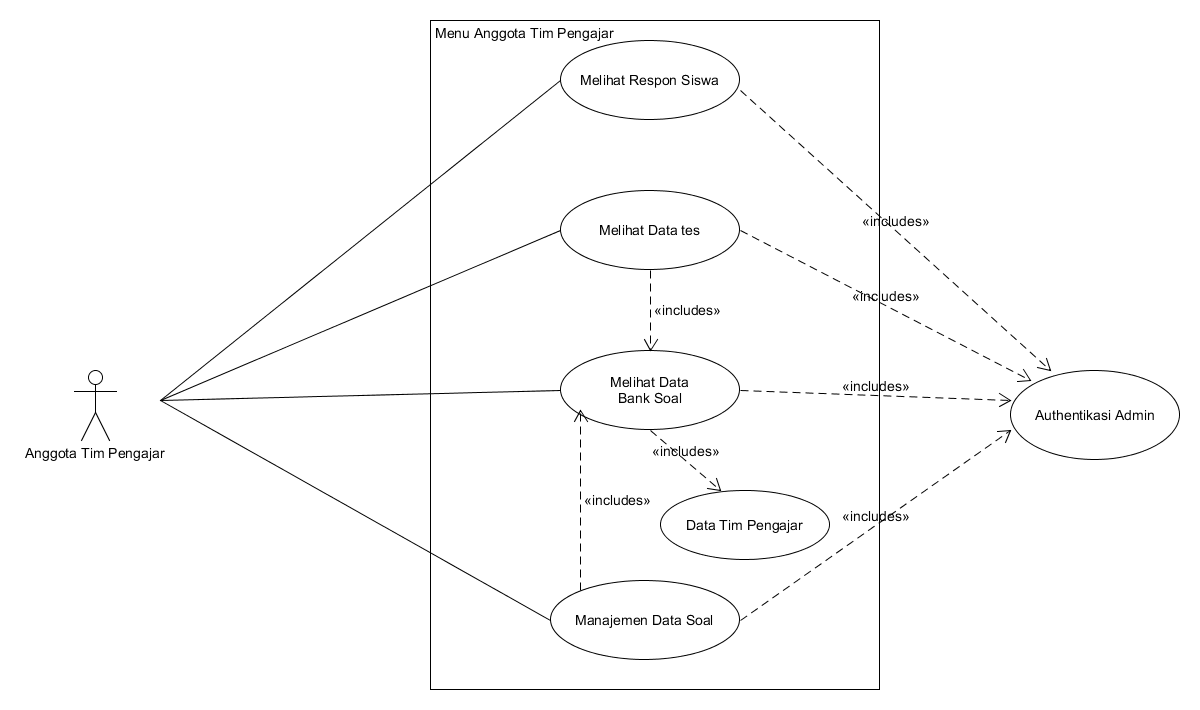 Menu Anggota Tim Pengajar
Melihat Respon Siswa
«includes»
Melihat Data tes
«includes»
«includes»
Melihat Data
Bank Soal
«includes»
Authentikasi Admin
Anggota Tim Pengajar
«includes»
«includes»
«includes»
Data Tim Pengajar
Manajemen Data Soal